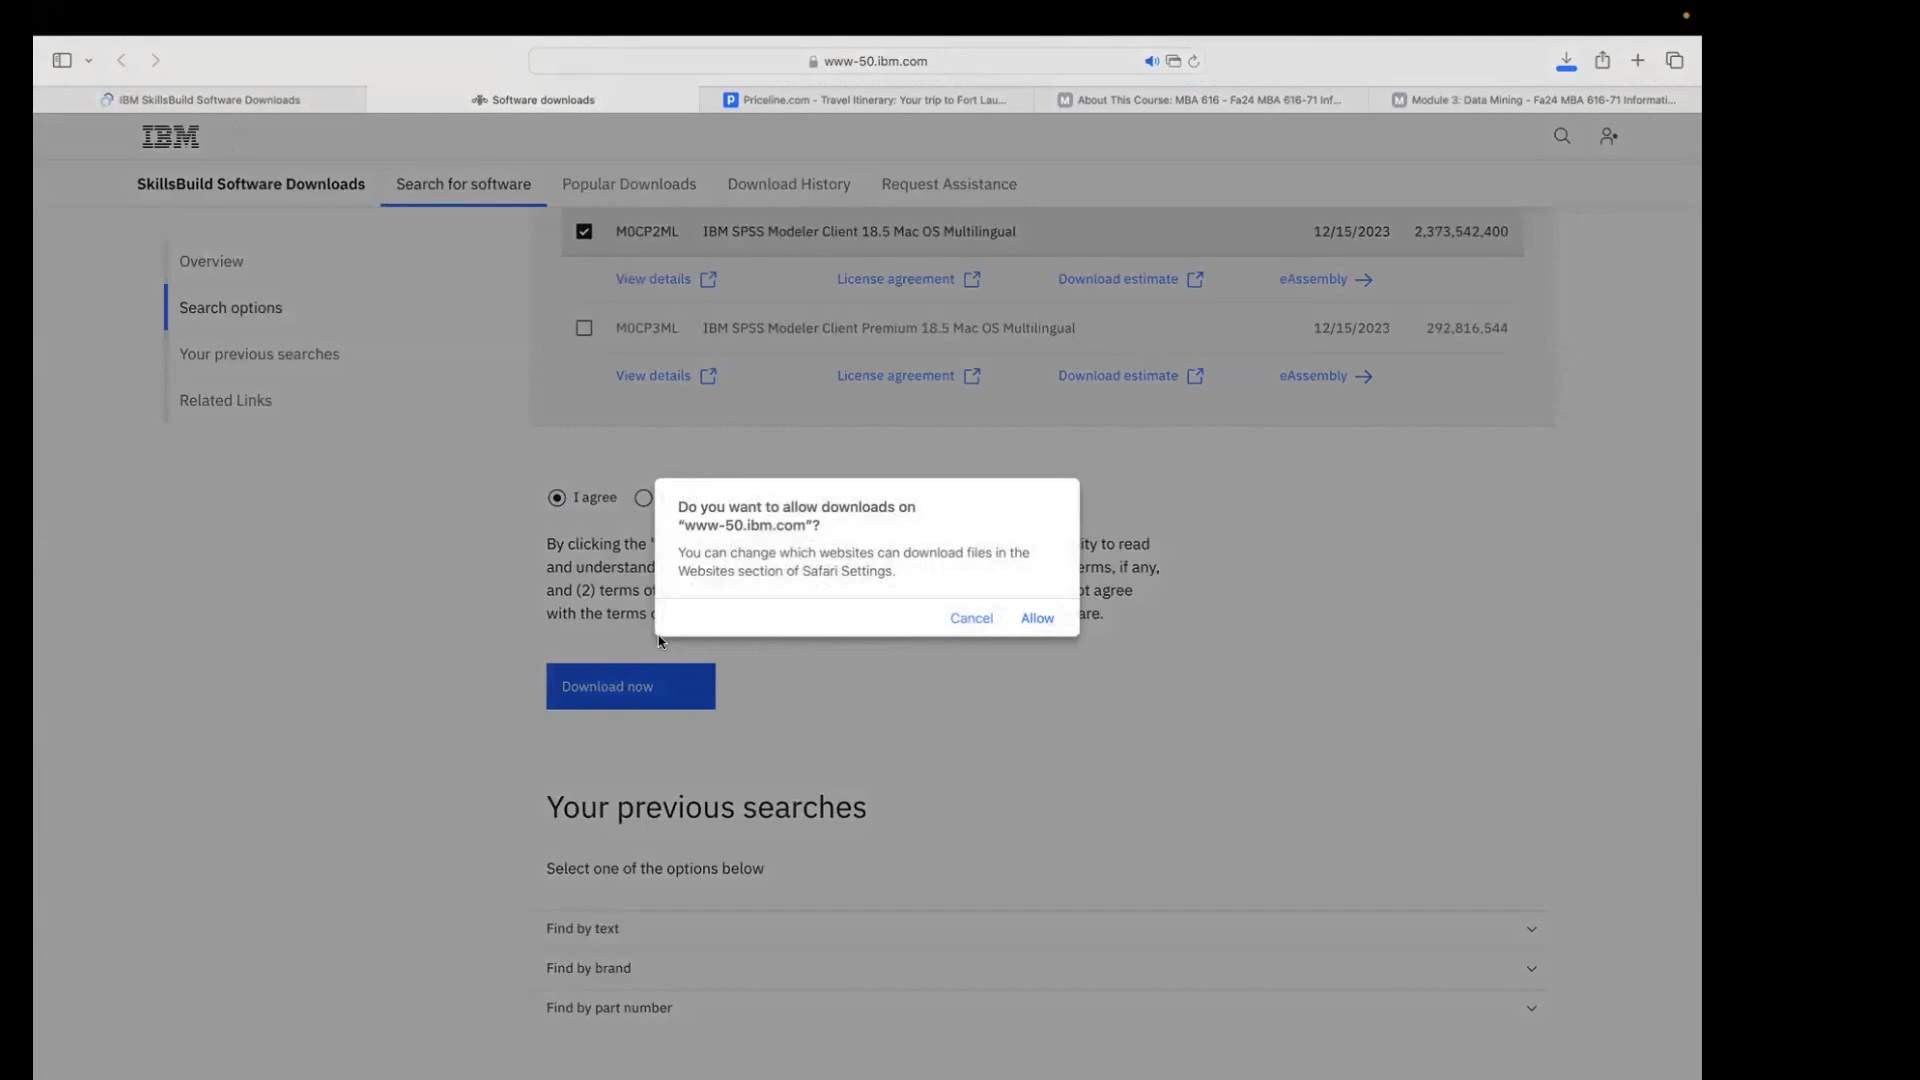 www-50.ibm.com
IBM SkillsBuild Software Downloads
Software downloads
Priceline.com - Travel Itinerary: Your trip to Fort Lau...
About This Course: MBA 616 - Fa24 MBA 616-71 Inf...
Module 3: Data Mining - Fa24 MBA 616-71 Informati...
IBM
SkillsBuild Software Downloads
Search for software
Popular Downloads
Download History
Request Assistance
Overview
Search options
Your previous searches
Related Links
M0CP2ML IBM SPSS Modeler Client 18.5 Mac OS Multilingual 12/15/2023 2,373,542,400
View details License agreement Download estimate eAssembly
M0CP3ML IBM SPSS Modeler Client Premium 18.5 Mac OS Multilingual 12/15/2023 292,816,544
View details License agreement Download estimate eAssembly
I agree
Do you want to allow downloads on
“www-50.ibm.com”?
You can change which websites can download files in the
Websites section of Safari Settings.
Cancel Allow
By clicking the " ity to read
and understand erms, if any,
and (2) terms of ot agree
with the terms are.
Download now
Your previous searches
Select one of the options below
Find by text
Find by brand
Find by part number